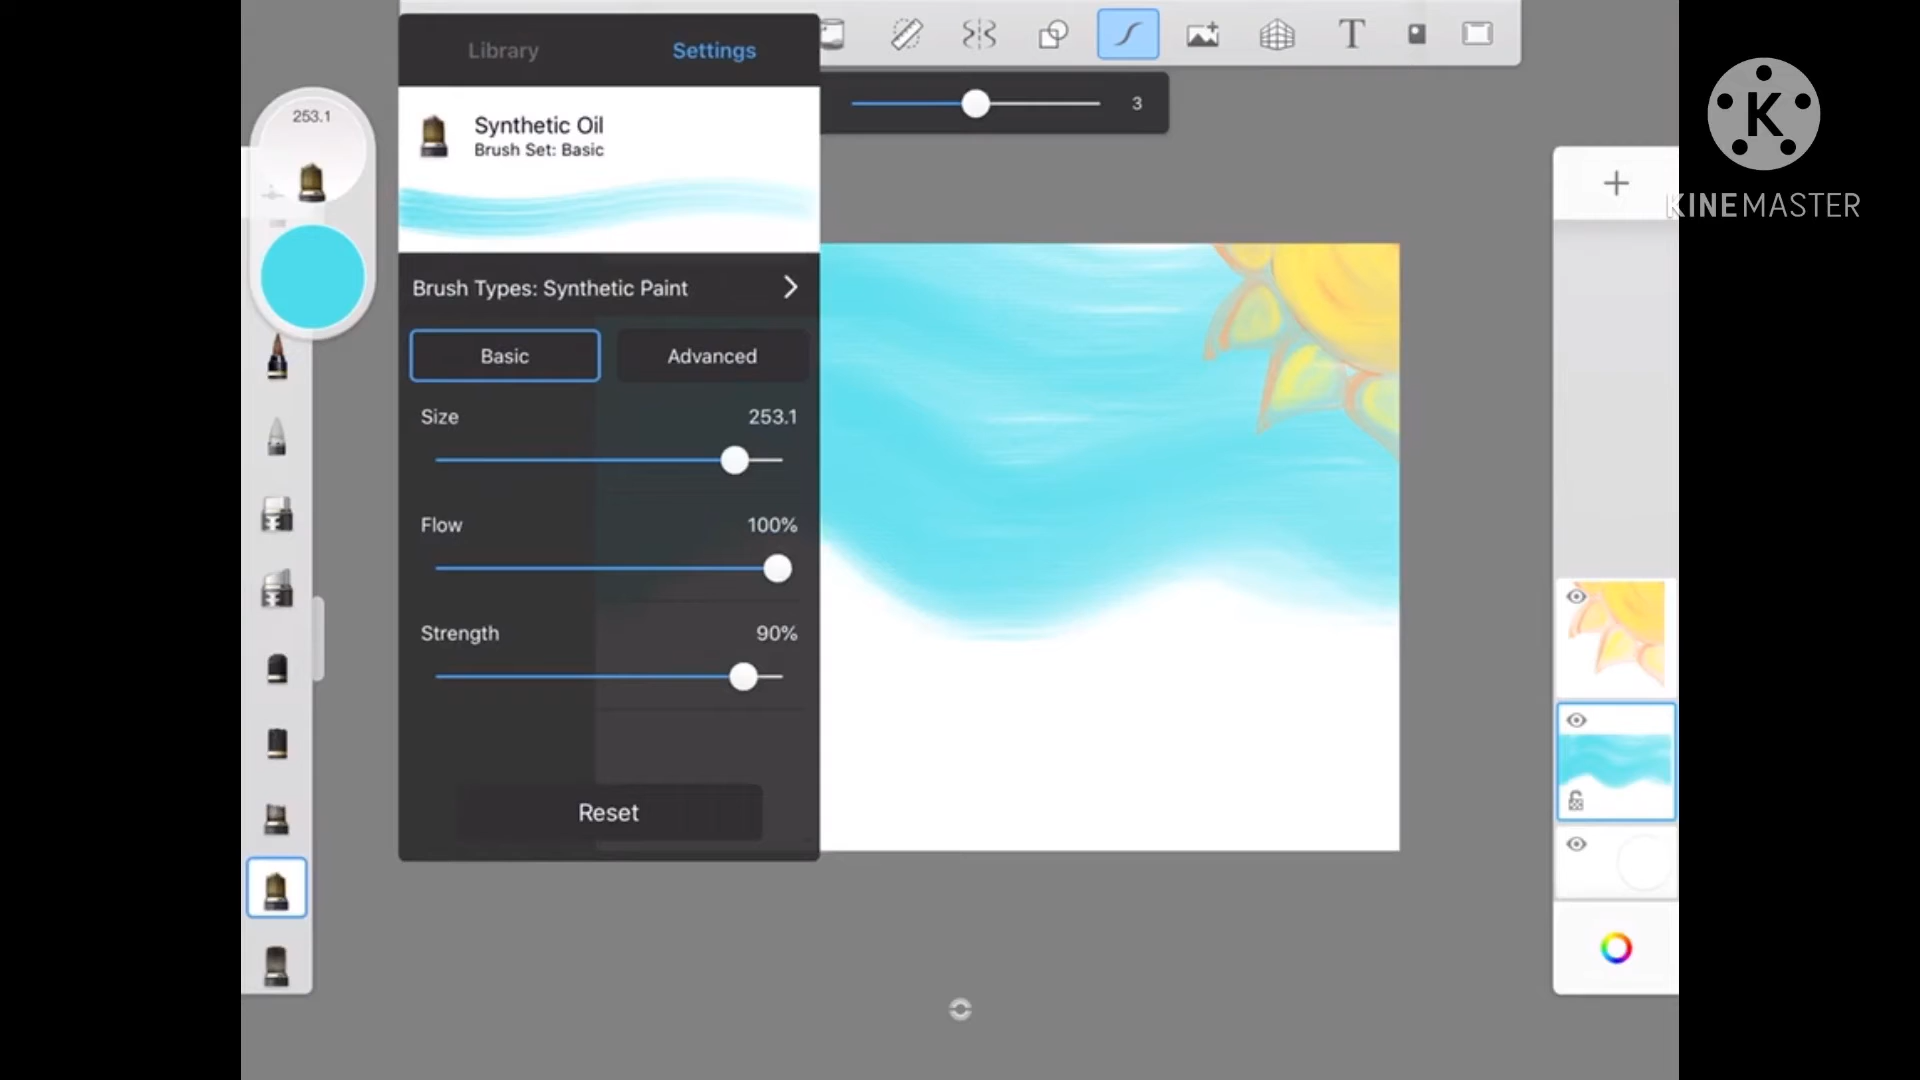 Library
Settings
T
3
K
KINEMASTER
253.1
Synthetic Oil
Brush Set: Basic
Brush Types: Synthetic Paint
Basic
Advanced
Size
253.1
Flow
100%
Strength
90%
Reset